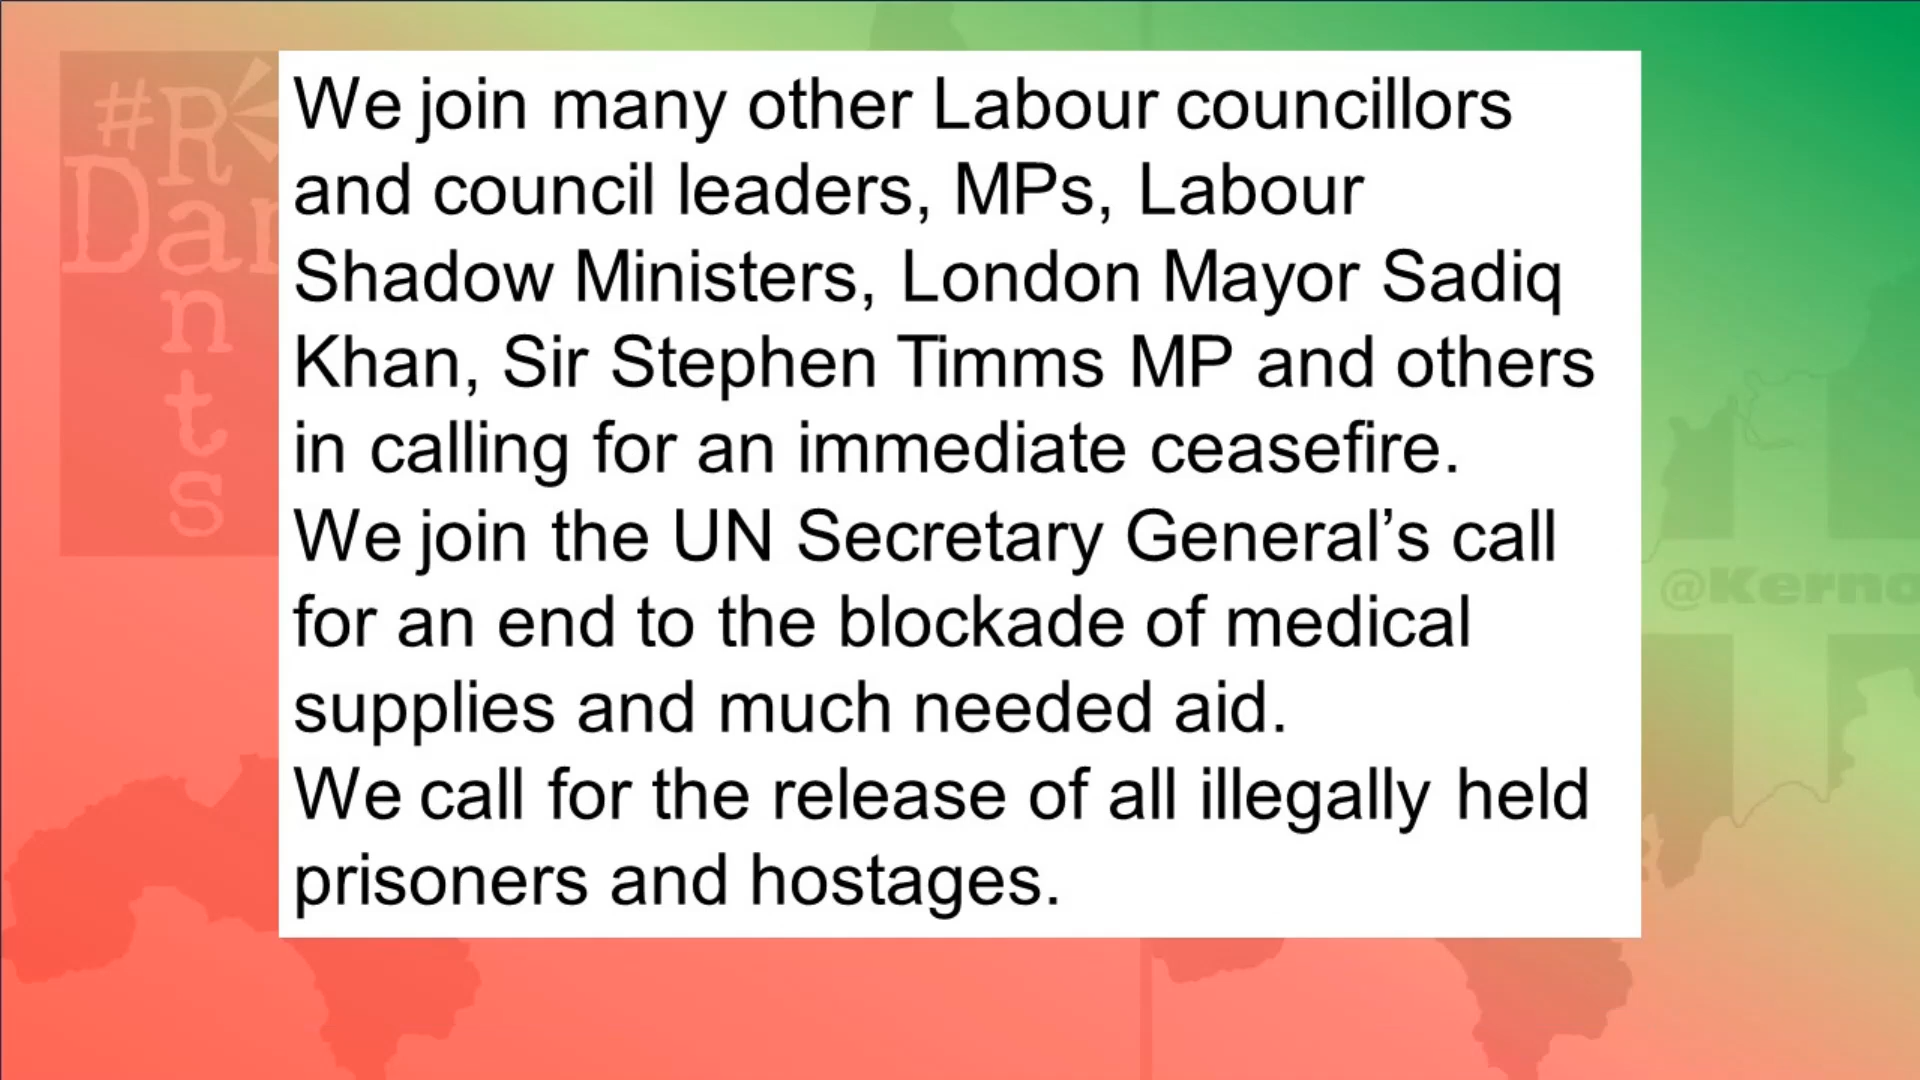 We join many other Labour councillors
and council leaders, MPs, Labour
Shadow Ministers, London Mayor Sadiq
Khan, Sir Stephen Timms MP and others
in calling for an immediate ceasefire.
We join the UN Secretary General’s call
for an end to the blockade of medical
supplies and much needed aid.
We call for the release of all illegally held
prisoners and hostages.
#R
Dan
n
t
s
@Kerno